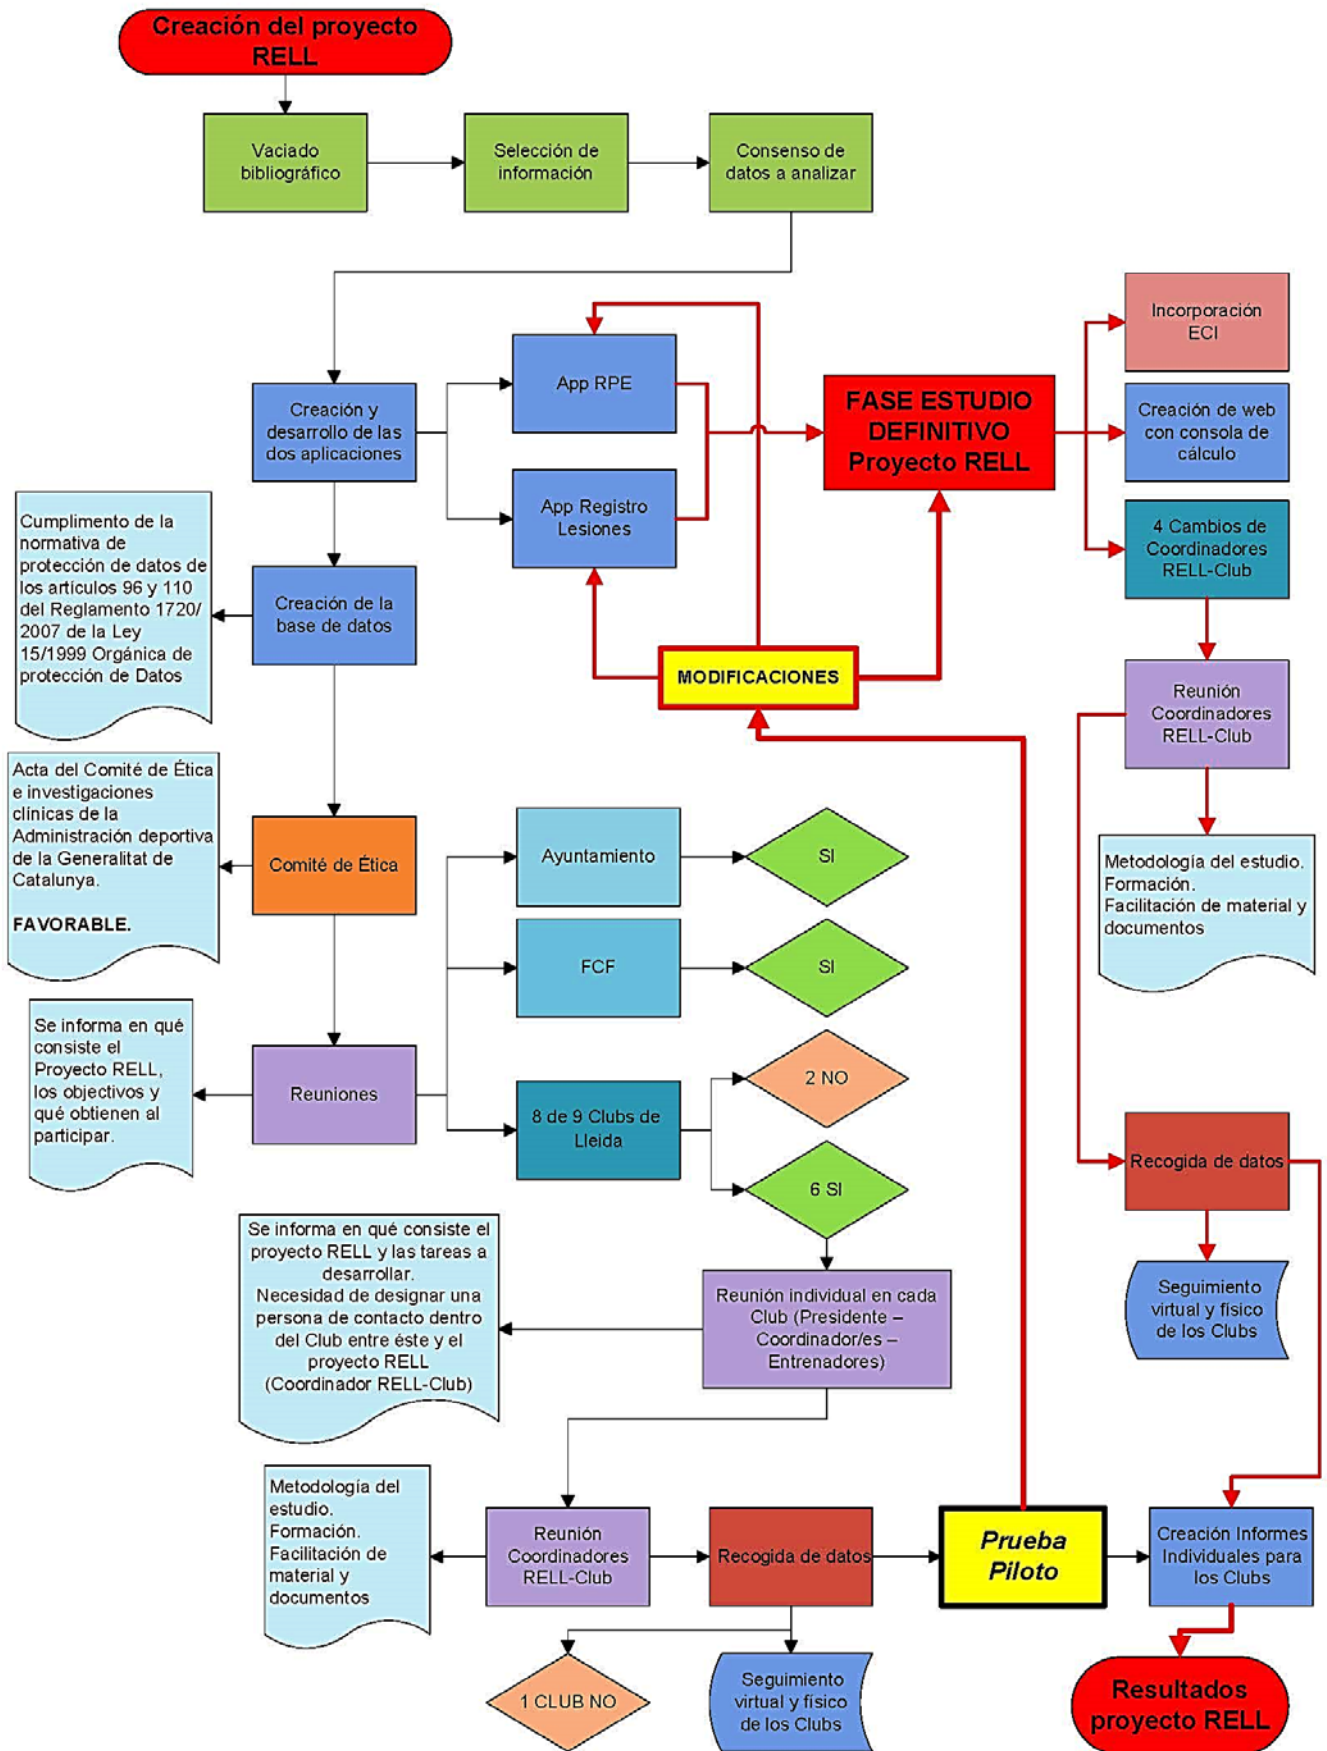 Creación del proyecto
RELL
Vaciado
bibliográfico
Selección de
información
Consenso de
datos a analizar
Incorporación
ECI
App RPE
FASE ESTUDIO
DEFINITIVO
Proyecto RELL
Creación y
desarrollo de las
dos aplicaciones
Creación de web
con consola de
cálculo
App Registro
Lesiones
4 Cambios de
Coordinadores
RELL-Club
Cumplimento de la
normativa de
protección de datos de
los artículos 96 y 110
del Reglamento 1720/
2007 de la Ley
15/1999 Orgánica de
protección de Datos
Creación de la
base de datos
MODIFICACIONES
Reunión
Coordinadores
RELL-Club
Acta del Comité de Ética
e investigaciones
clínicas de la
Administración deportiva
de la Generalitat de
Catalunya.
FAVORABLE.
Comité de Ética
Ayuntamiento
SI
Metodología del estudio.
Formación.
Facilitación de material y
documentos
FCF
SI
Se informa en qué
consiste el
Proyecto RELL,
los objectivos y
qué obtienen al
participar.
Reuniones
2 NO
8 de 9 Clubs de
Lleida
6 SI
Recogida de datos
Se informa en qué consiste el
proyecto RELL y las tareas a
desarrollar.
Necesidad de designar una
persona de contacto dentro
del Club entre éste y el
proyecto RELL
(Coordinador RELL-Club)
Reunión individual en cada
Club (Presidente –
Coordinador/es –
Entrenadores)
Seguimiento
virtual y físico
de los Clubs
Metodología del
estudio.
Formación.
Facilitación de
material y
documentos
Reunión
Coordinadores
RELL-Club
Recogida de datos
Prueba
Piloto
Creación Informes
Individuales para
los Clubs
1 CLUB NO
Seguimiento
virtual y físico
de los Clubs
Resultados
proyecto RELL